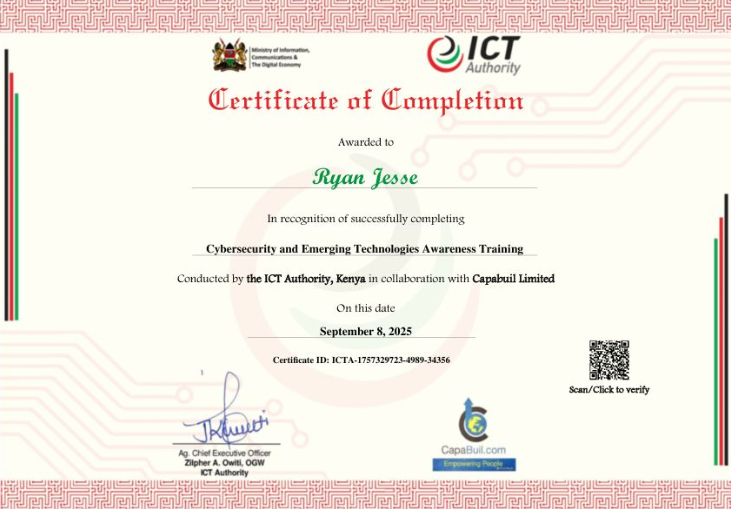 Ministry of Information,
Communications &
The Digital Economy
ICT
Authority
Certificate of Completion
Awarded to
Ryan Jesse
In recognition of successfully completing
Cybersecurity and Emerging Technologies Awareness Training
Conducted by the ICT Authority, Kenya in collaboration with Capabuil Limited
On this date
September 8, 2025
Certificate ID: ICTA-1757329723-4989-34356
Scan/Click to verify
Ag. Chief Executive Officer
Zilpher A. Owiti, OGW
ICT Authority
CapaBuil.com
Empowering People